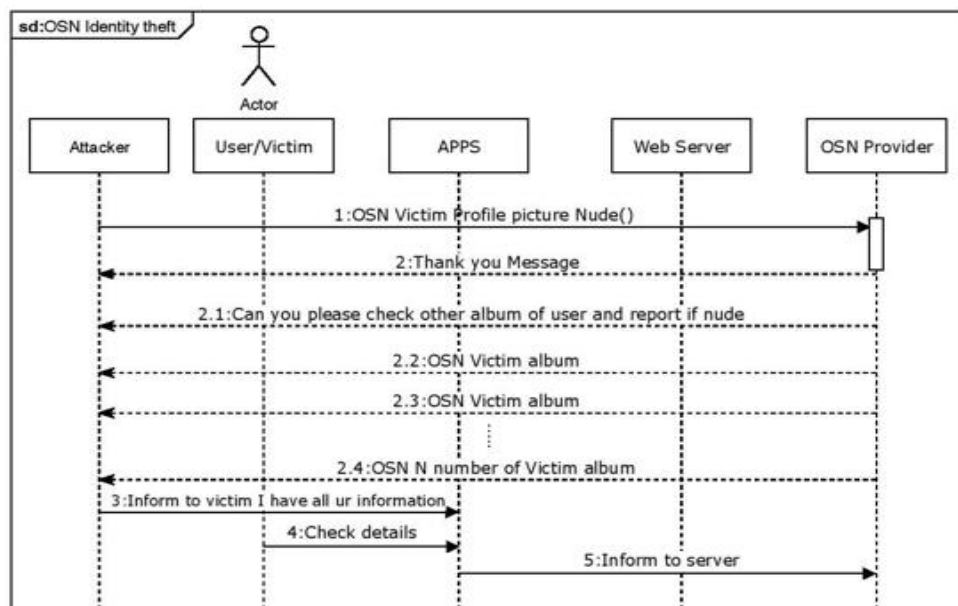 sd:OSN Identity theft
Actor
Attacker
User/Victim
APPS
Web Server
OSN Provider
1:OSN Victim Profile picture Nude()
2:Thank you Message
2.1:Can you please check other album of user and report if nude
2.2:OSN Victim album
2.3:OSN Victim album
2.4:OSN N number of Victim album
3:Inform to victim I have all ur information
4:Check details
5:Inform to server